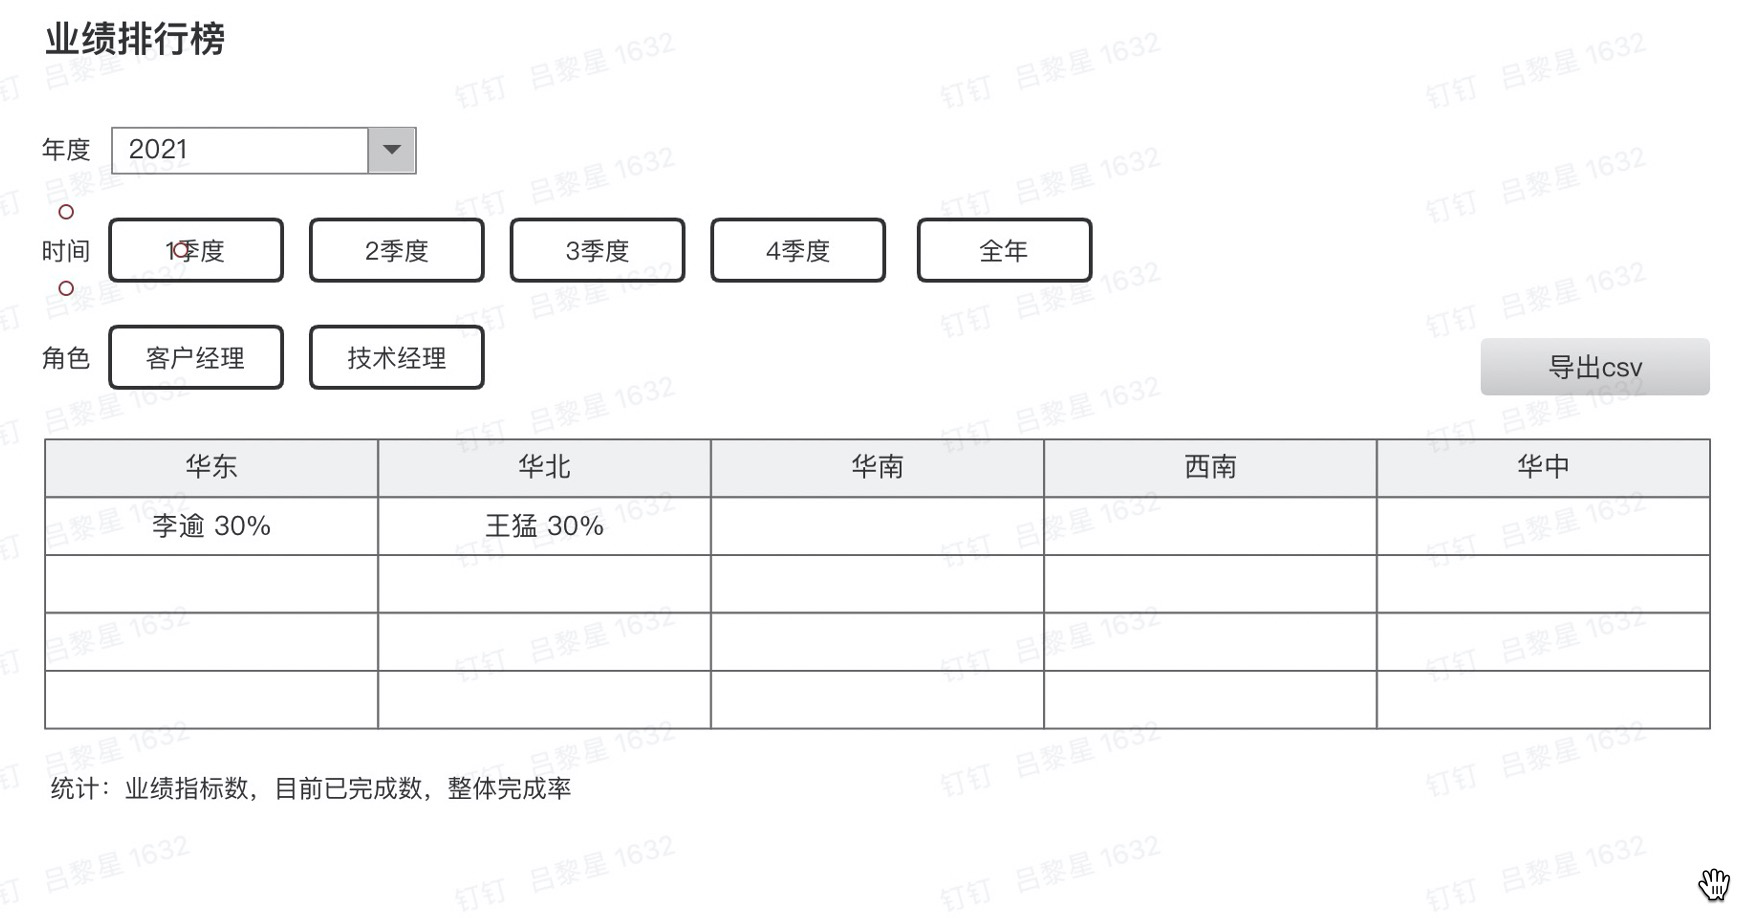 业绩排行榜
年度 2021
时间 1季度 2季度 3季度 4季度 全年
角色 客户经理 技术经理
导出csv
华东 华北 华南 西南 华中
李逾 30% 王猛 30%
统计：业绩指标数，目前已完成数，整体完成率
钉钉 吕黎星 1632